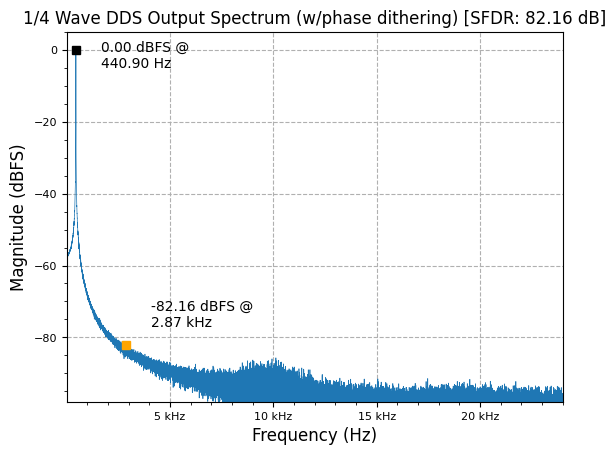 1/4 Wave DDS Output Spectrum (w/phase dithering) [SFDR: 82.16 dB]
0.00 dBFS @
440.90 Hz
-82.16 dBFS @
2.87 kHz
Magnitude (dBFS)
0
−20
−40
−60
−80
5 kHz
10 kHz
15 kHz
20 kHz
Frequency (Hz)